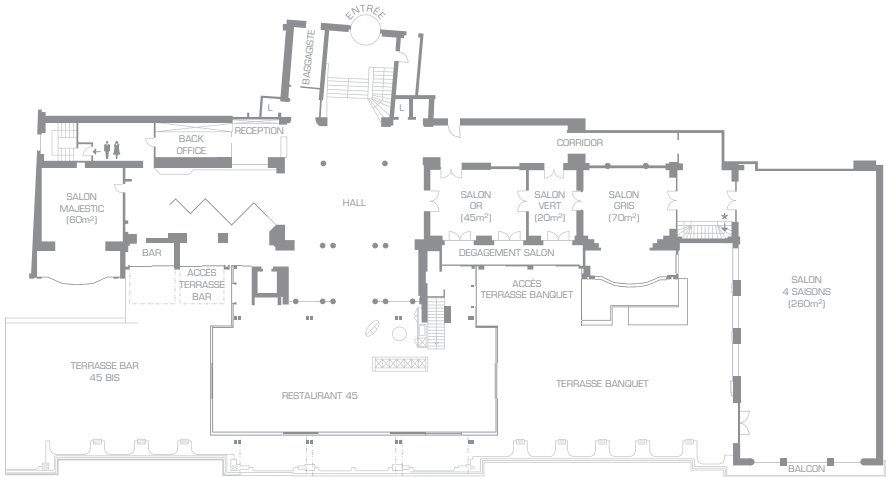 ENTRÉE
BAGGAGISTE
L
L
RECEPTION
BACK
OFFICE
CORRIDOR
SALON
MAJESTIC
(60m²)
HALL
SALON
OR
(45m²)
SALON
VERT
(20m²)
SALON
GRIS
(70m²)
*
BAR
DEGAGEMENT SALON
ACCÈS
TERRASSE
BAR
ACCÈS
TERRASSE BANQUET
SALON
4 SAISONS
(260m²)
TERRASSE BAR
45 BIS
RESTAURANT 45
TERRASSE BANQUET
BALCON